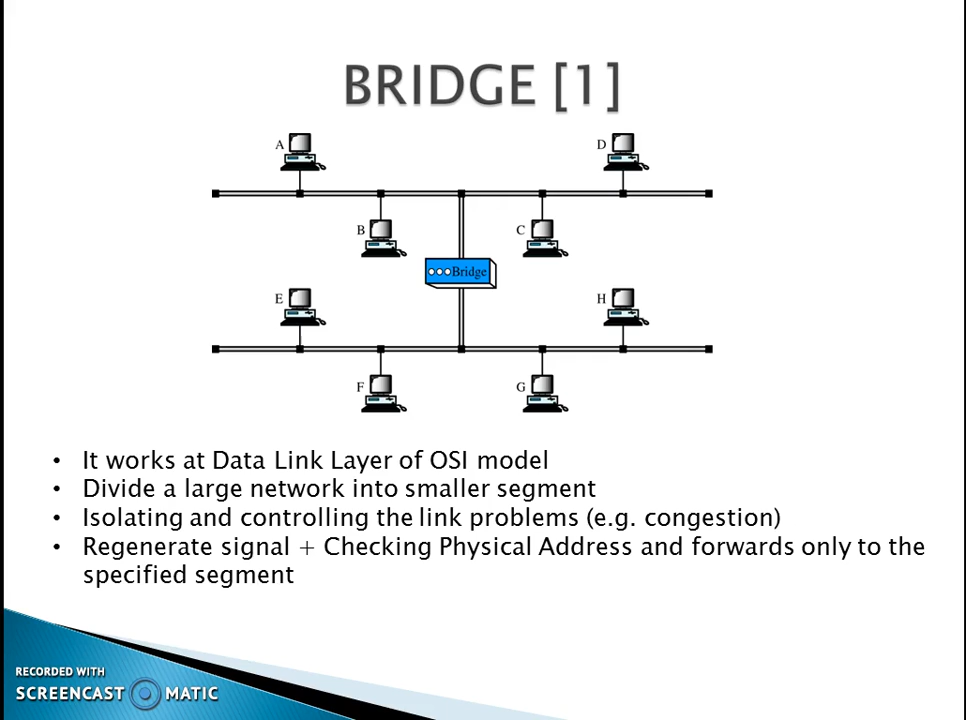 BRIDGE [1]
A
D
B
C
Bridge
E
H
F
G
• It works at Data Link Layer of OSI model
• Divide a large network into smaller segment
• Isolating and controlling the link problems (e.g. congestion)
• Regenerate signal + Checking Physical Address and forwards only to the
specified segment
RECORDED WITH
SCREENCAST MATIC